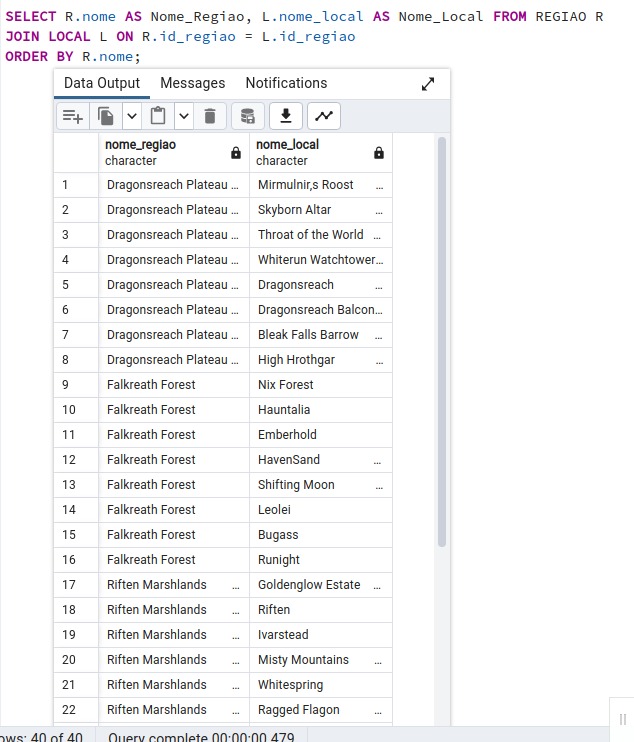 SELECT R.nome AS Nome_Regiao, L.nome_local AS Nome_Local FROM REGIAO R
JOIN LOCAL L ON R.id_regiao = L.id_regiao
ORDER BY R.nome;
Data Output Messages Notifications
nome_regiao nome_local
character character
1 Dragonsreach Plateau ... Mirmulnir,s Roost ...
2 Dragonsreach Plateau ... Skyborn Altar ...
3 Dragonsreach Plateau ... Throat of the World ...
4 Dragonsreach Plateau ... Whiterun Watchtower...
5 Dragonsreach Plateau ... Dragonsreach ...
6 Dragonsreach Plateau ... Dragonsreach Balcon...
7 Dragonsreach Plateau ... Bleak Falls Barrow ...
8 Dragonsreach Plateau ... High Hrothgar ...
9 Falkreath Forest Nix Forest
10 Falkreath Forest Hauntalia
11 Falkreath Forest Emberhold
12 Falkreath Forest HavenSand ...
13 Falkreath Forest Shifting Moon ...
14 Falkreath Forest Leolei
15 Falkreath Forest Bugass
16 Falkreath Forest Runight
17 Riften Marshlands ... Goldenglow Estate ...
18 Riften Marshlands ... Riften
19 Riften Marshlands ... Ivarstead
20 Riften Marshlands ... Misty Mountains ...
21 Riften Marshlands ... Whitespring
22 Riften Marshlands ... Ragged Flagon ...
ows: 40 of 40 Query complete 00:00:00.479